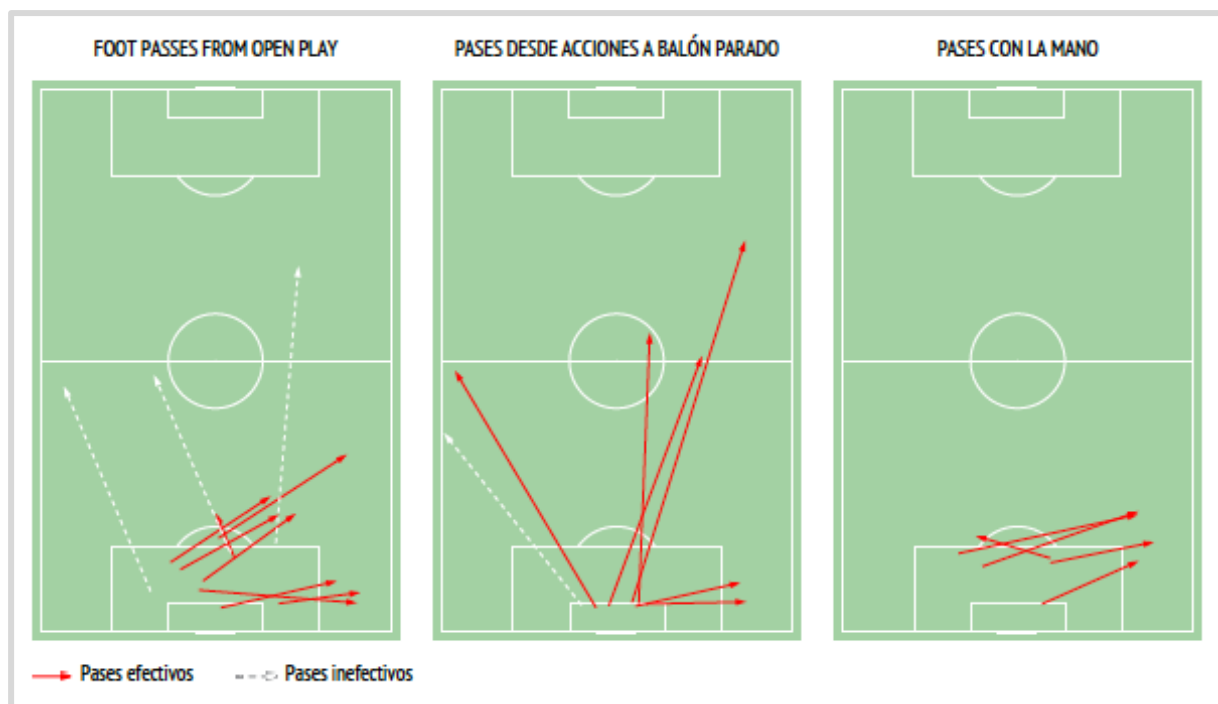 FOOT PASSES FROM OPEN PLAY
PASES DESDE ACCIONES A BALÓN PARADO
PASES CON LA MANO
Pases efectivos
Pases inefectivos